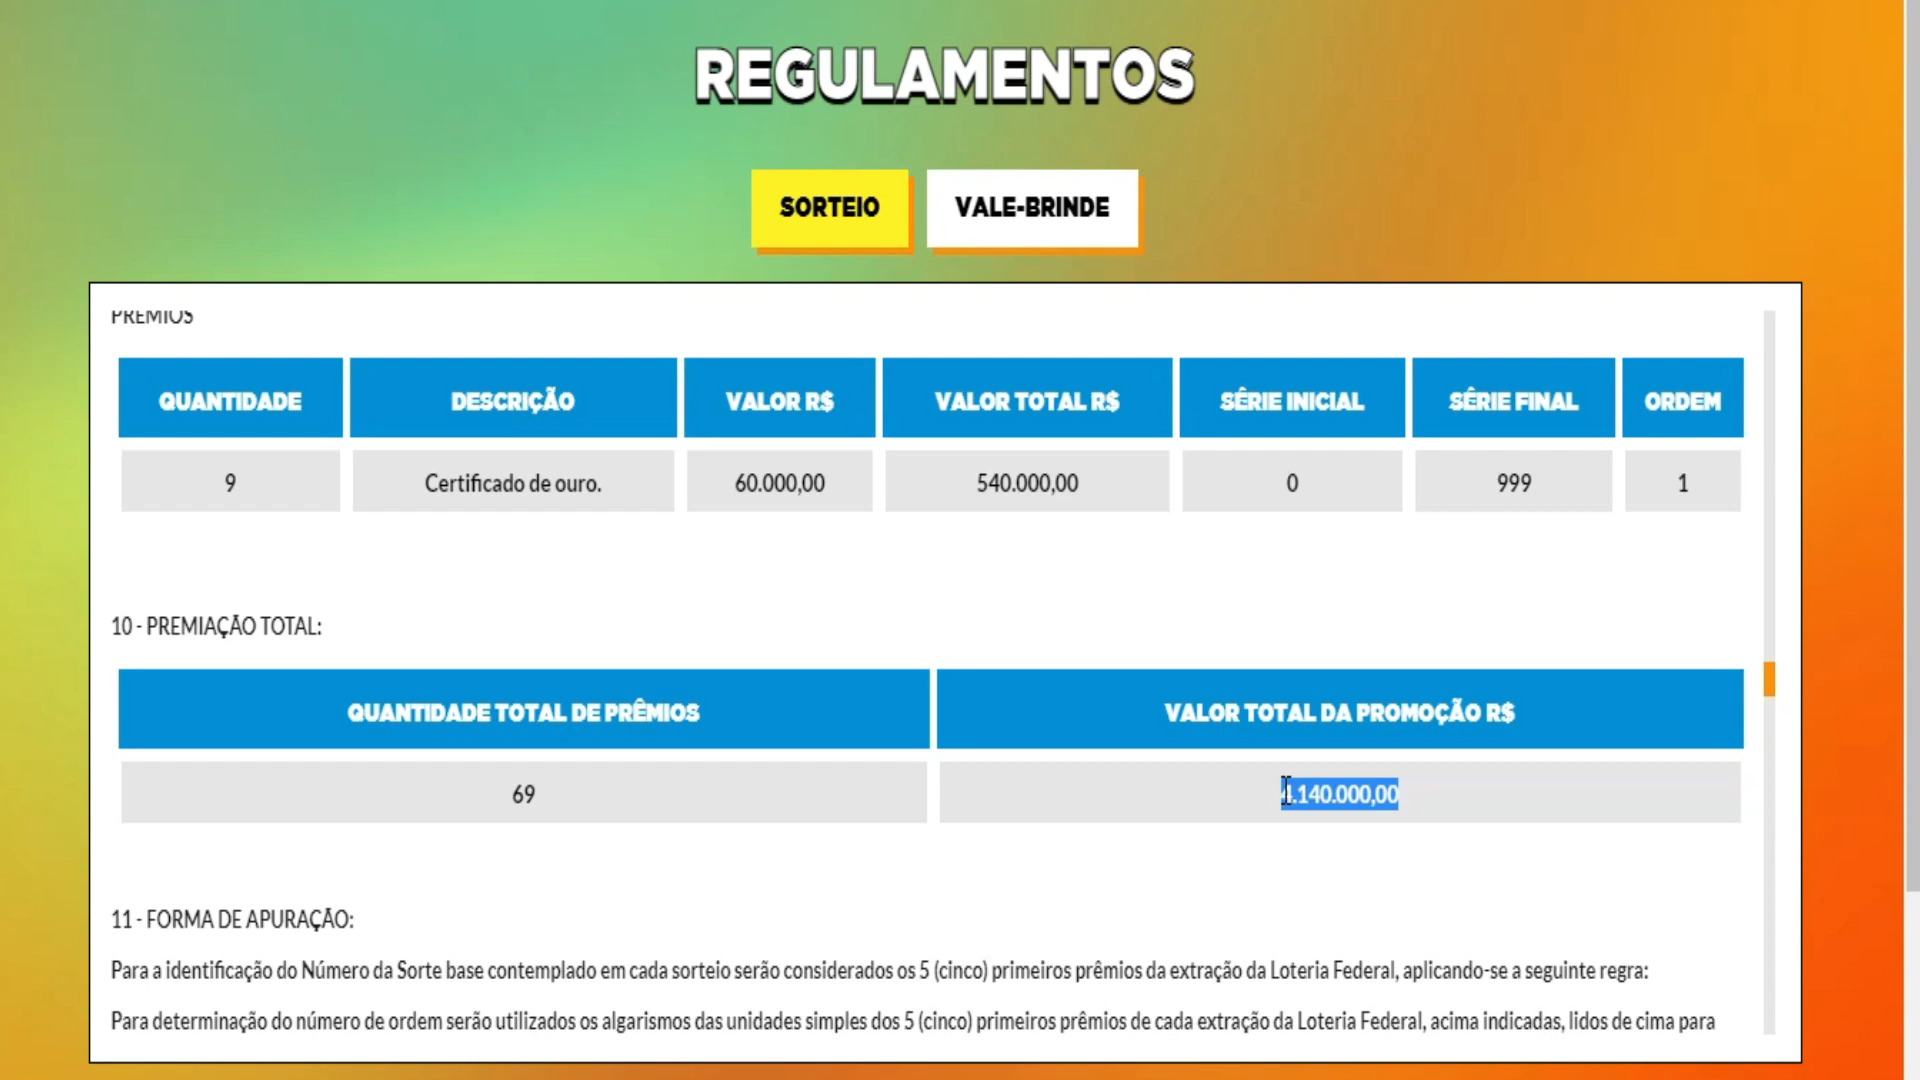 REGULAMENTOS
SORTEIO
VALE-BRINDE
PRÊMIOS
QUANTIDADE DESCRIÇÃO VALOR R$ VALOR TOTAL R$ SÉRIE INICIAL SÉRIE FINAL ORDEM
9 Certificado de ouro. 60.000,00 540.000,00 0 999 1
10 - PREMIAÇÃO TOTAL:
QUANTIDADE TOTAL DE PRÊMIOS VALOR TOTAL DA PROMOÇÃO R$
69 4.140.000,00
11 - FORMA DE APURAÇÃO:
Para a identificação do Número da Sorte base contemplado em cada sorteio serão considerados os 5 (cinco) primeiros prêmios da extração da Loteria Federal, aplicando-se a seguinte regra:
Para determinação do número de ordem serão utilizados os algarismos das unidades simples dos 5 (cinco) primeiros prêmios de cada extração da Loteria Federal, acima indicadas, lidos de cima para